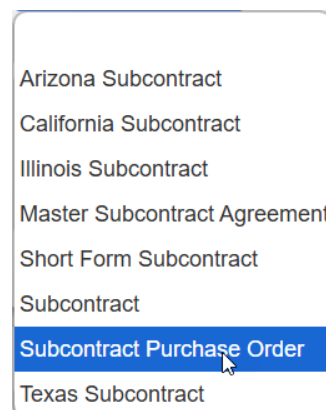 Arizona Subcontract
California Subcontract
Illinois Subcontract
Master Subcontract Agreement
Short Form Subcontract
Subcontract
Subcontract Purchase Order
Texas Subcontract